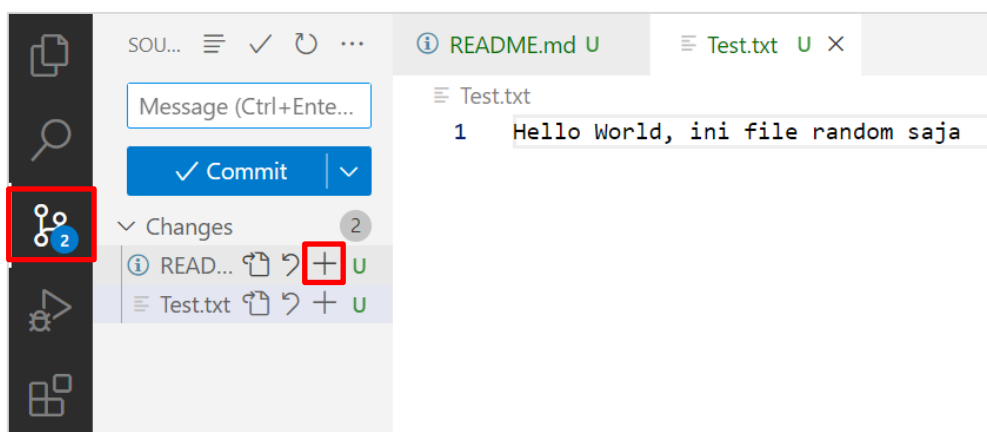 SOU...
Message (Ctrl+Ente...
Commit
Changes 2
2
READ... U
Test.txt U
README.md U
Test.txt U
Test.txt
1 Hello World, ini file random saja